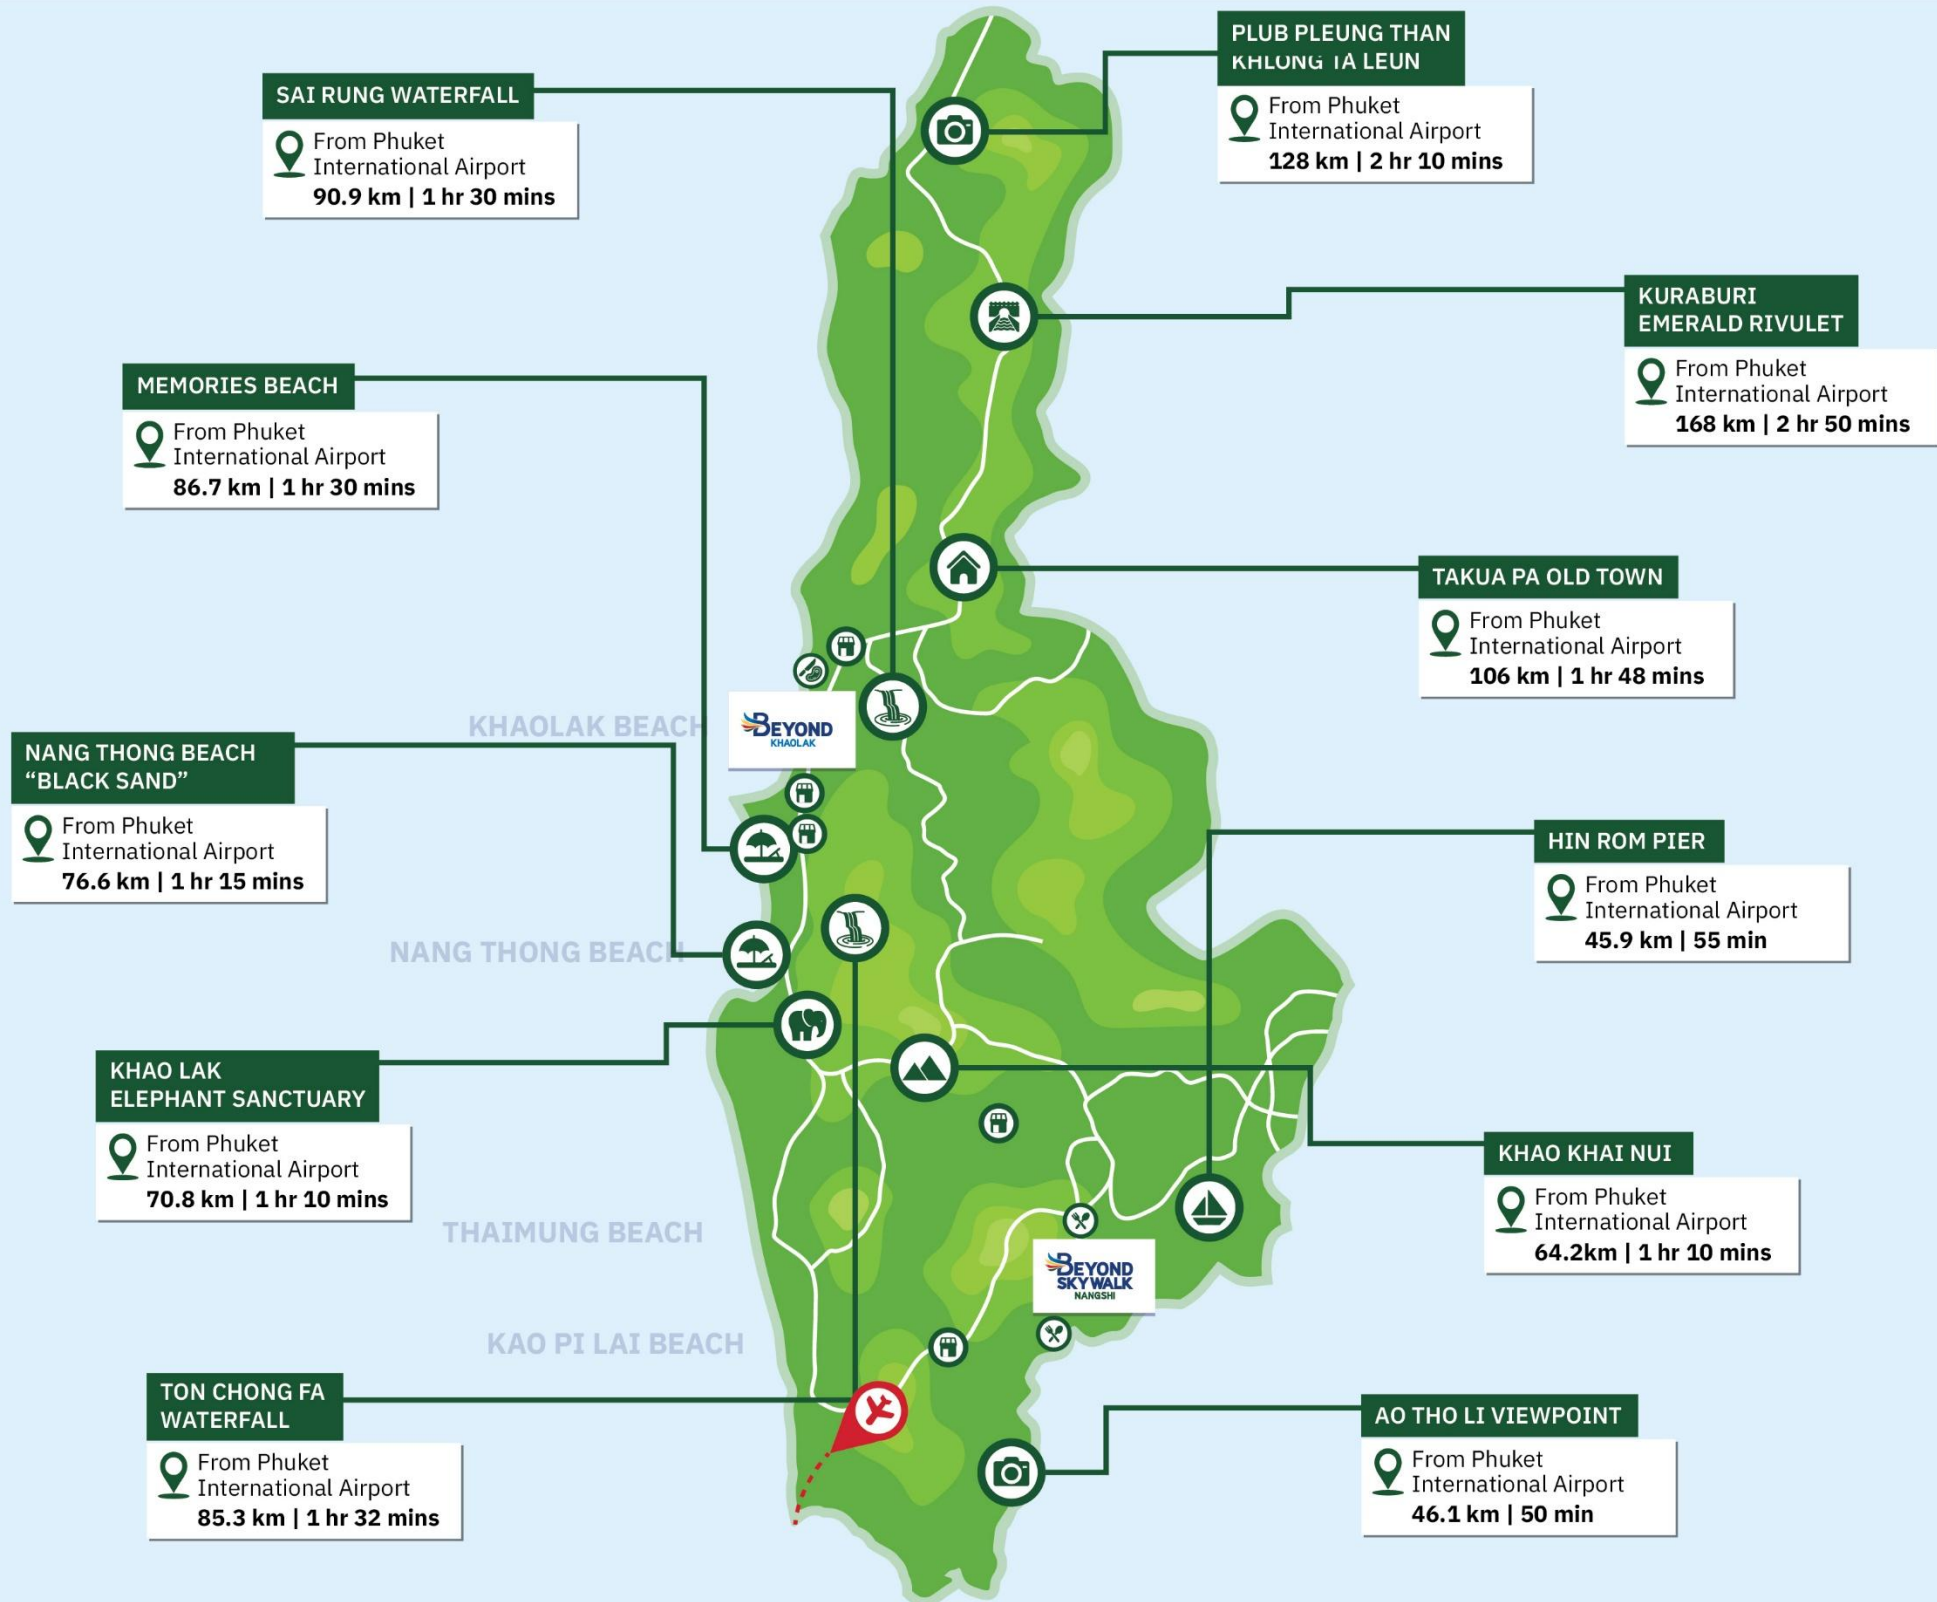 PLUB PLEUNG THAN
KHLONG TA LEUN
From Phuket
International Airport
128 km | 2 hr 10 mins
SAI RUNG WATERFALL
From Phuket
International Airport
90.9 km | 1 hr 30 mins
KURABURI
EMERALD RIVULET
From Phuket
International Airport
168 km | 2 hr 50 mins
MEMORIES BEACH
From Phuket
International Airport
86.7 km | 1 hr 30 mins
TAKUA PA OLD TOWN
From Phuket
International Airport
106 km | 1 hr 48 mins
KHAOLAK BEACH
BEYOND
KHAOLAK
NANG THONG BEACH
“BLACK SAND”
From Phuket
International Airport
76.6 km | 1 hr 15 mins
HIN ROM PIER
From Phuket
International Airport
45.9 km | 55 min
NANG THONG BEACH
KHAO LAK
ELEPHANT SANCTUARY
From Phuket
International Airport
70.8 km | 1 hr 10 mins
KHAO KHAI NUI
From Phuket
International Airport
64.2km | 1 hr 10 mins
THAIMUNG BEACH
BEYOND
SKYWALK
NANGSHI
KAO PI LAI BEACH
TON CHONG FA
WATERFALL
From Phuket
International Airport
85.3 km | 1 hr 32 mins
AO THO LI VIEWPOINT
From Phuket
International Airport
46.1 km | 50 min